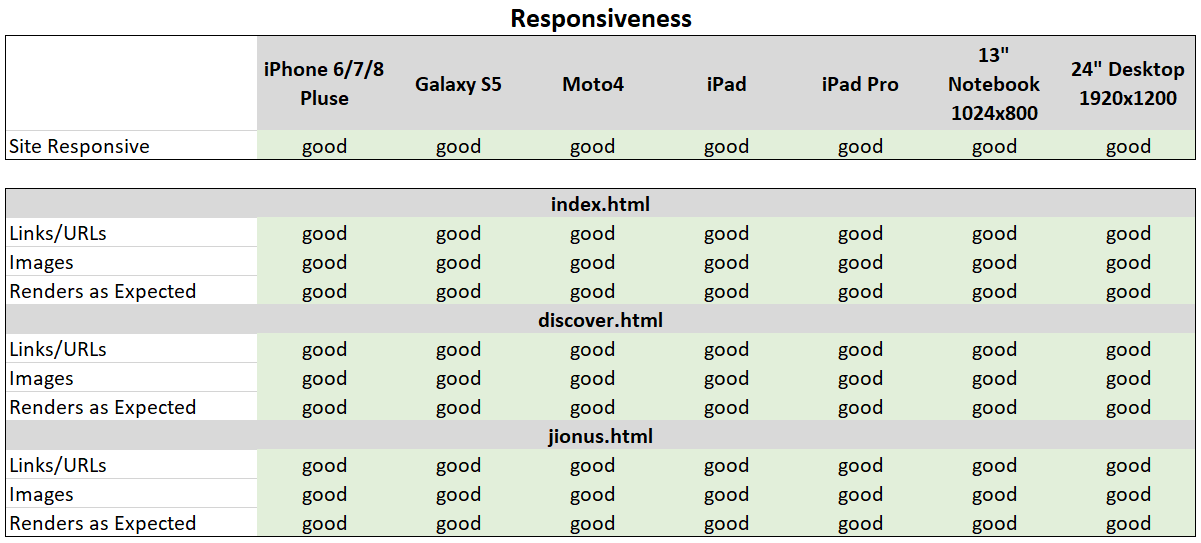 Responsiveness
iPhone 6/7/8 Pluse Galaxy S5 Moto4 iPad iPad Pro 13" Notebook 1024x800 24" Desktop 1920x1200
Site Responsive good good good good good good good
index.html
Links/URLs good good good good good good good
Images good good good good good good good
Renders as Expected good good good good good good good
discover.html
Links/URLs good good good good good good good
Images good good good good good good good
Renders as Expected good good good good good good good
jionus.html
Links/URLs good good good good good good good
Images good good good good good good good
Renders as Expected good good good good good good good